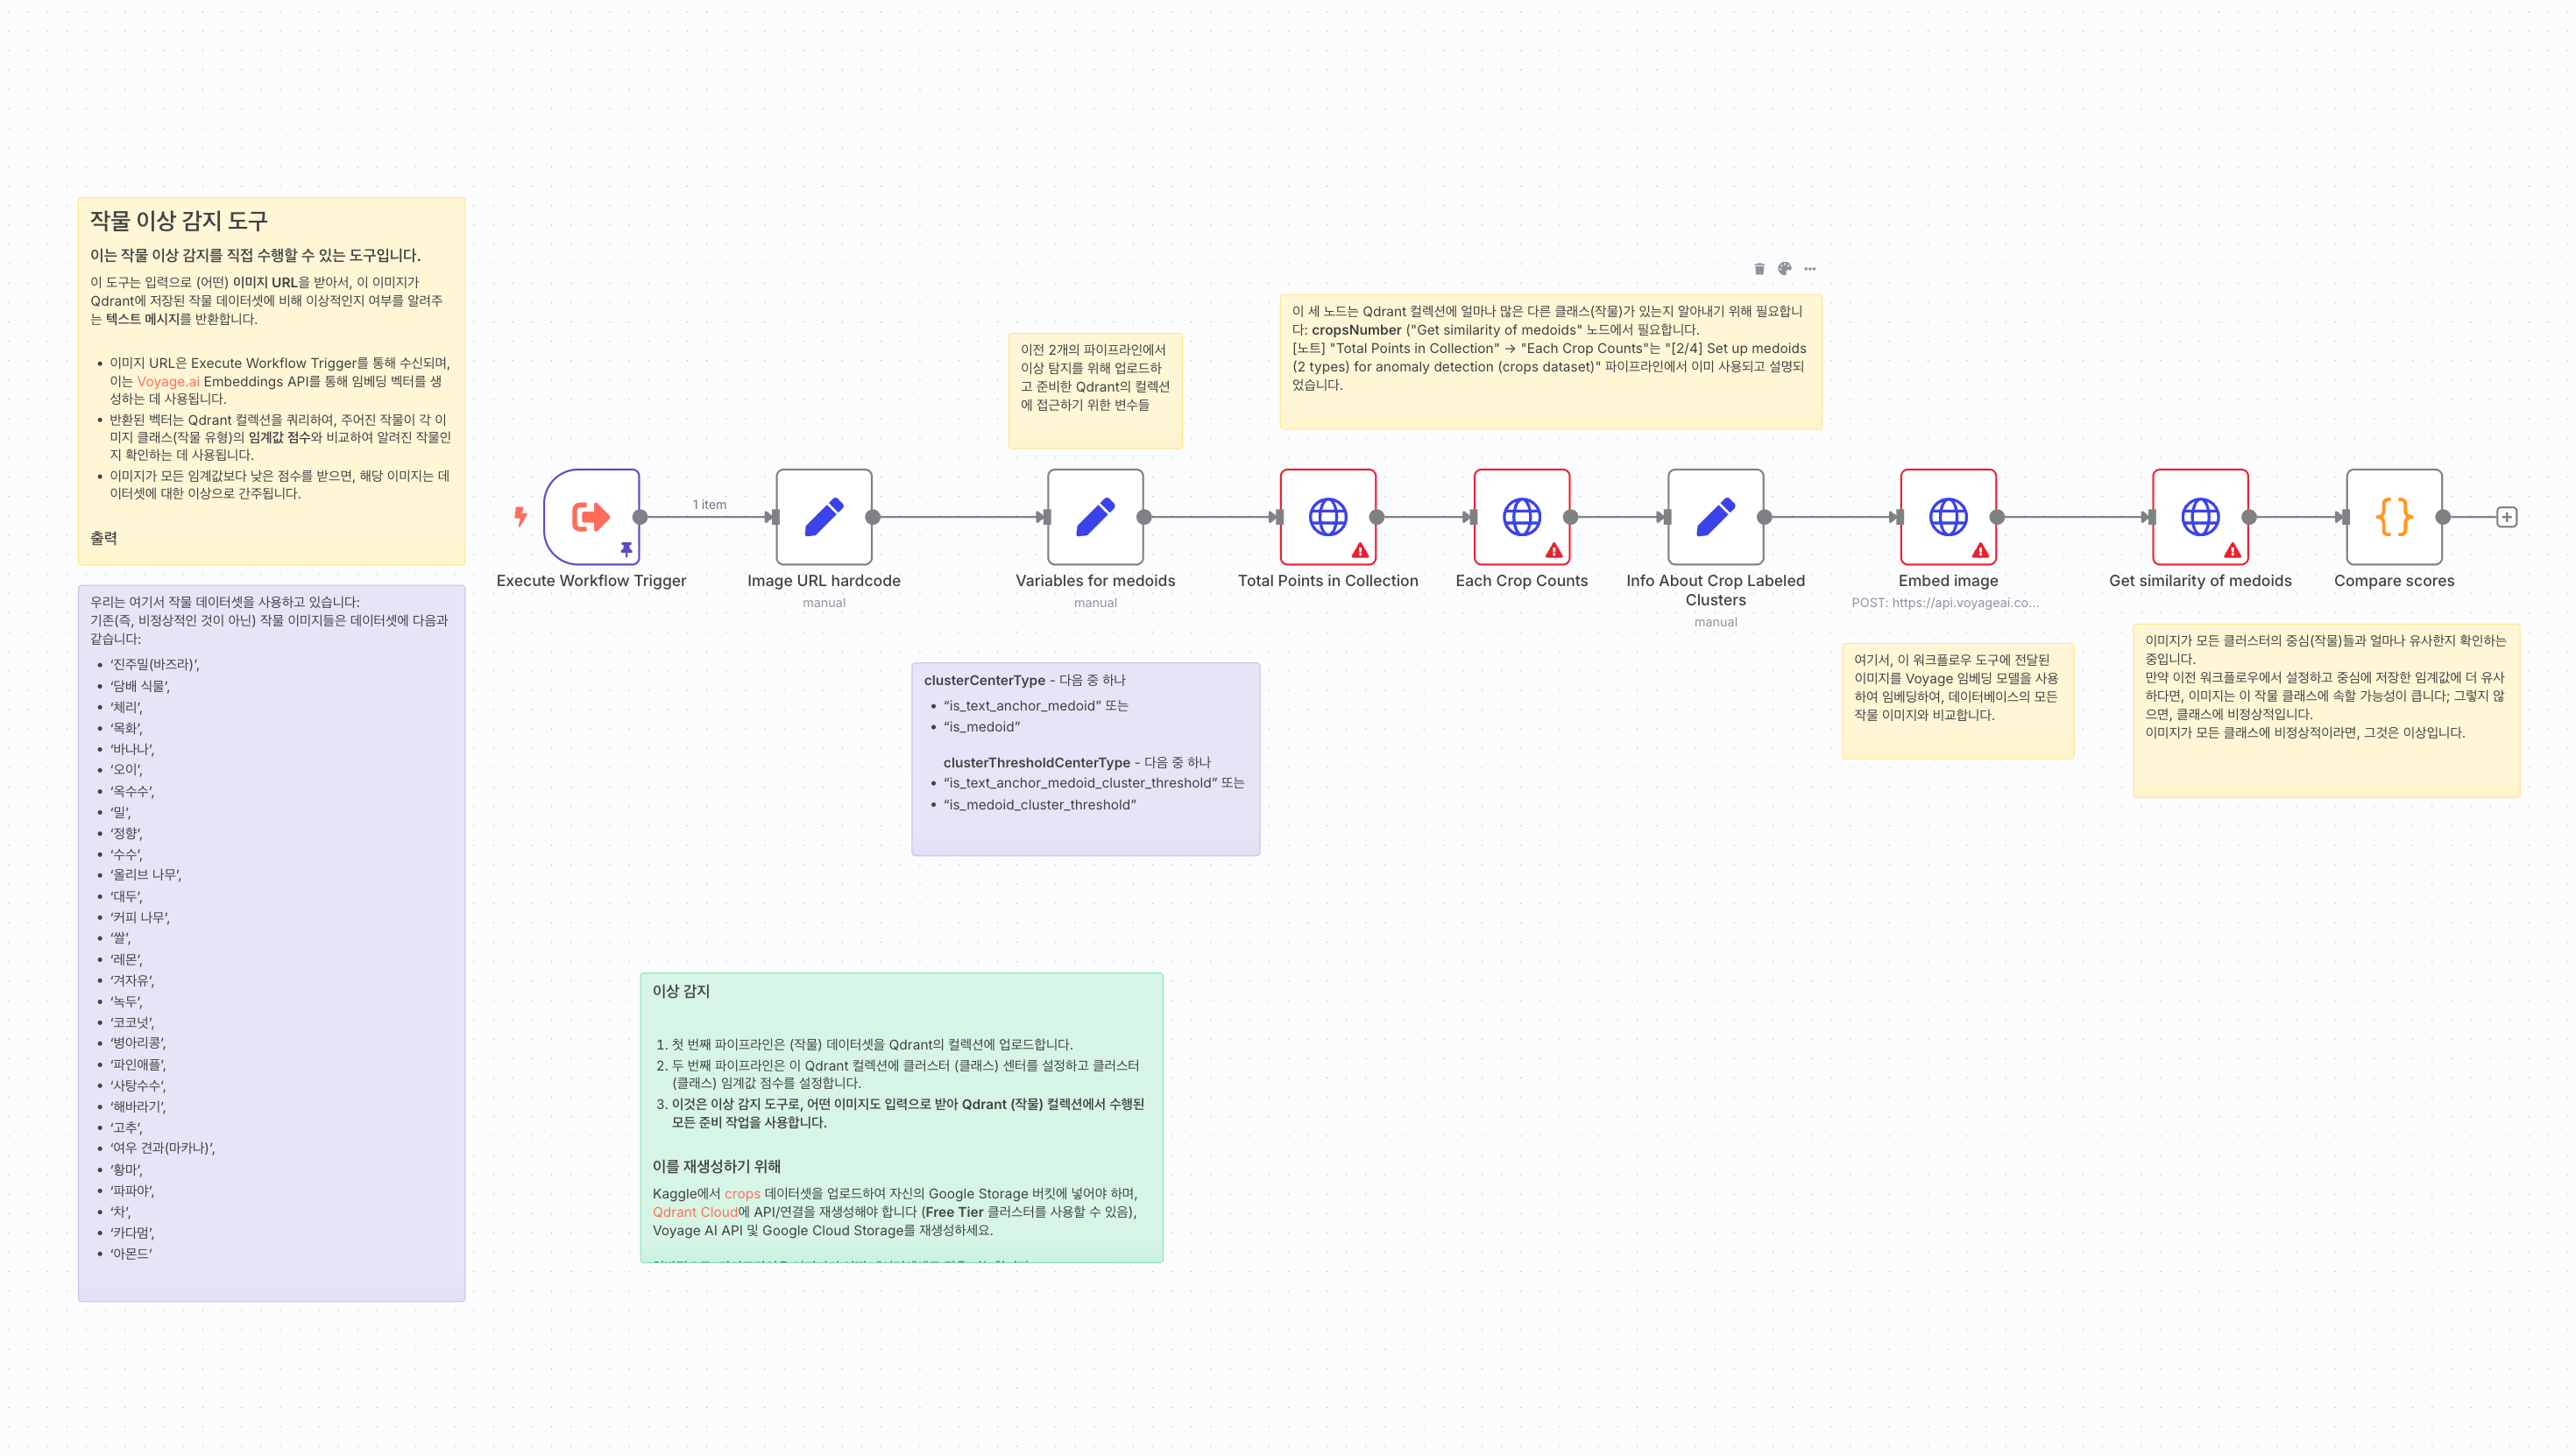 작물 이상 감지 도구
이는 작물 이상 감지를 직접 수행할 수 있는 도구입니다.
이 도구는 입력으로 (어떤) 이미지 URL을 받아서, 이 이미지가
Qdrant에 저장된 작물 데이터셋에 비해 이상적인지 여부를 알려주
는 텍스트 메시지를 반환합니다.
• 이미지 URL은 Execute Workflow Trigger를 통해 수신되며,
이는 Voyage.ai Embeddings API를 통해 임베딩 벡터를 생
성하는 데 사용됩니다.
• 반환된 벡터는 Qdrant 컬렉션을 쿼리하여, 주어진 작물이 각 이
미지 클래스(작물 유형)의 임계값 점수와 비교하여 알려진 작물인
지 확인하는 데 사용됩니다.
• 이미지가 모든 임계값보다 낮은 점수를 받으면, 해당 이미지는 데
이터셋에 대한 이상으로 간주됩니다.
출력
우리는 여기서 작물 데이터셋을 사용하고 있습니다:
기존(즉, 비정상적인 것이 아닌) 작물 이미지들은 데이터셋에 다음과
같습니다:
• ‘진주밀(바즈라)’,
• ‘담배 식물’,
• ‘체리’,
• ‘목화’,
• ‘바나나’,
• ‘오이’,
• ‘옥수수’,
• ‘밀’,
• ‘정향’,
• ‘수수’,
• ‘올리브 나무’,
• ‘대두’,
• ‘커피 나무’,
• ‘쌀’,
• ‘레몬’,
• ‘겨자유’,
• ‘녹두’,
• ‘코코넛’,
• ‘병아리콩’,
• ‘파인애플’,
• ‘사탕수수’,
• ‘해바라기’,
• ‘고추’,
• ‘여우 견과(마카나)’,
• ‘황마’,
• ‘파파야’,
• ‘차’,
• ‘카다멈’,
• ‘아몬드’
이전 2개의 파이프라인에서
이상 탐지를 위해 업로드하
고 준비한 Qdrant의 컬렉션
에 접근하기 위한 변수들
이 세 노드는 Qdrant 컬렉션에 얼마나 많은 다른 클래스(작물)가 있는지 알아내기 위해 필요합니
다: cropsNumber ("Get similarity of medoids" 노드에서 필요합니다.
[노트] "Total Points in Collection" → "Each Crop Counts"는 "[2/4] Set up medoids
(2 types) for anomaly detection (crops dataset)" 파이프라인에서 이미 사용되고 설명되
었습니다.
1 item
Execute Workflow Trigger
Image URL hardcode
manual
Variables for medoids
manual
Total Points in Collection
Each Crop Counts
Info About Crop Labeled
Clusters
manual
Embed image
POST: https://api.voyageai.co...
Get similarity of medoids
Compare scores
clusterCenterType - 다음 중 하나
• “is_text_anchor_medoid” 또는
• “is_medoid”
clusterThresholdCenterType - 다음 중 하나
• “is_text_anchor_medoid_cluster_threshold” 또는
• “is_medoid_cluster_threshold”
여기서, 이 워크플로우 도구에 전달된
이미지를 Voyage 임베딩 모델을 사용
하여 임베딩하여, 데이터베이스의 모든
작물 이미지와 비교합니다.
이미지가 모든 클러스터의 중심(작물)들과 얼마나 유사한지 확인하는
중입니다.
만약 이전 워크플로우에서 설정하고 중심에 저장한 임계값에 더 유사
하다면, 이미지는 이 작물 클래스에 속할 가능성이 큽니다; 그렇지 않
으면, 클래스에 비정상적입니다.
이미지가 모든 클래스에 비정상적이라면, 그것은 이상입니다.
이상 감지
1. 첫 번째 파이프라인은 (작물) 데이터셋을 Qdrant의 컬렉션에 업로드합니다.
2. 두 번째 파이프라인은 이 Qdrant 컬렉션에 클러스터 (클래스) 센터를 설정하고 클러스터
(클래스) 임계값 점수를 설정합니다.
3. 이것은 이상 감지 도구로, 어떤 이미지도 입력으로 받아 Qdrant (작물) 컬렉션에서 수행된
모든 준비 작업을 사용합니다.
이를 재생성하기 위해
Kaggle에서 crops 데이터셋을 업로드하여 자신의 Google Storage 버킷에 넣어야 하며,
Qdrant Cloud에 API/연결을 재생성해야 합니다 (Free Tier 클러스터를 사용할 수 있음),
Voyage AI API 및 Google Cloud Storage를 재생성하세요.